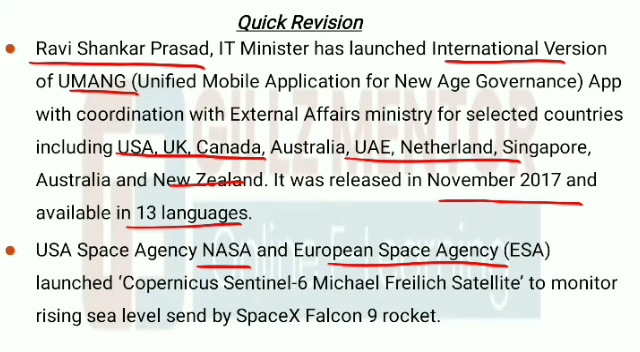 Quick Revision
• Ravi Shankar Prasad, IT Minister has launched International Version
of UMANG (Unified Mobile Application for New Age Governance) App
with coordination with External Affairs ministry for selected countries
including USA, UK, Canada, Australia, UAE, Netherland, Singapore,
Australia and New Zealand. It was released in November 2017 and
available in 13 languages.
• USA Space Agency NASA and European Space Agency (ESA)
launched ‘Copernicus Sentinel-6 Michael Freilich Satellite’ to monitor
rising sea level send by SpaceX Falcon 9 rocket.
GILLZ MENTOR